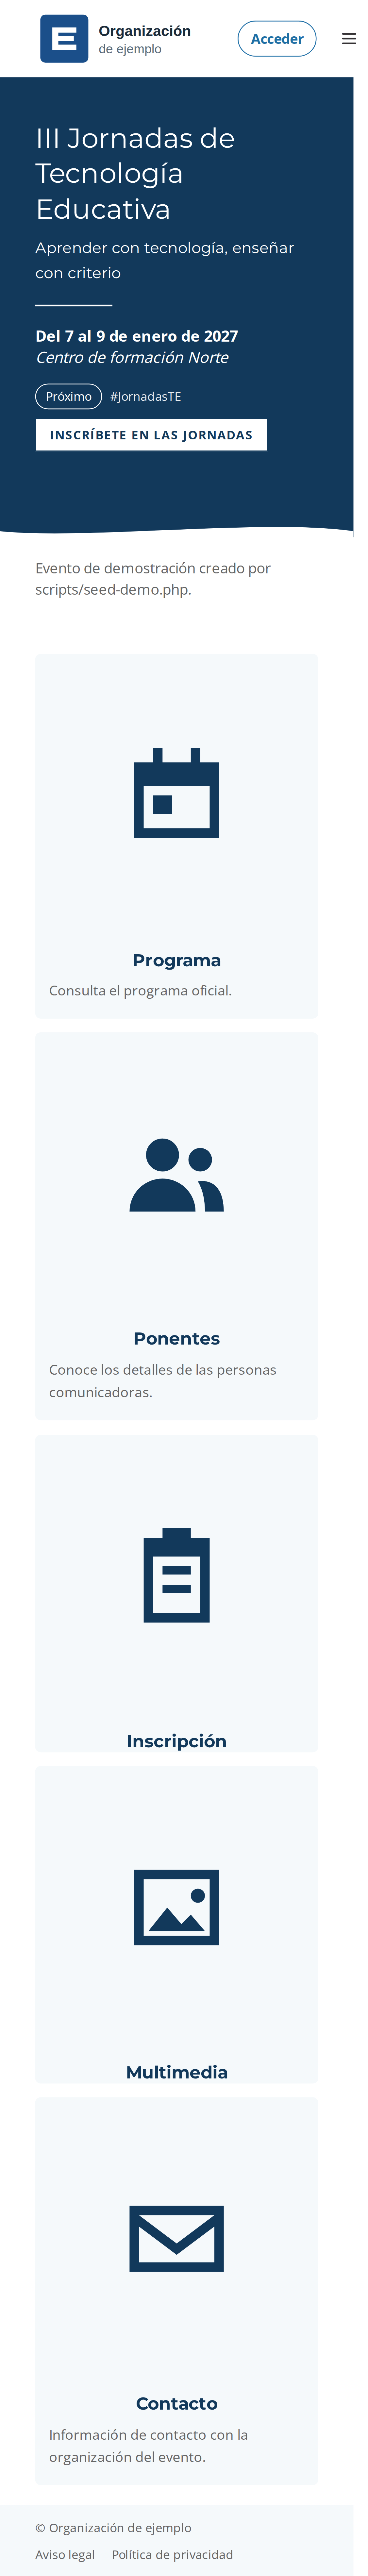 Organización
de ejemplo
Acceder
III Jornadas de
Tecnología
Educativa
Aprender con tecnología, enseñar
con criterio
Del 7 al 9 de enero de 2027
Centro de formación Norte
Próximo #JornadasTE
INSCRÍBETE EN LAS JORNADAS
Evento de demostración creado por
scripts/seed-demo.php.
Programa
Consulta el programa oficial.
Ponentes
Conoce los detalles de las personas
comunicadoras.
Inscripción
Multimedia
Contacto
Información de contacto con la
organización del evento.
© Organización de ejemplo
Aviso legal Política de privacidad